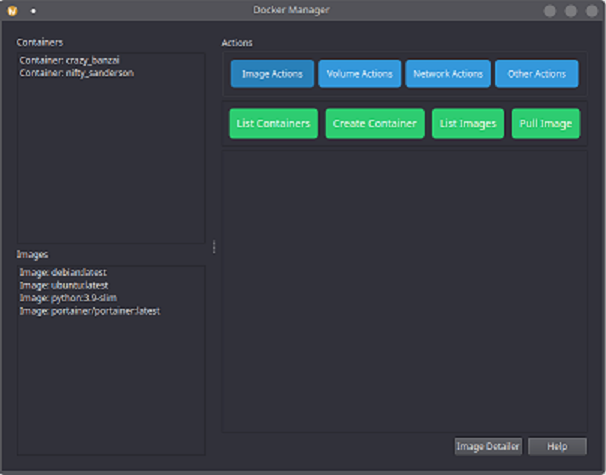 Docker Manager
Containers
Container: crazy_banzai
Container: nifty_sanderson
Images
Image: debian:latest
Image: ubuntu:latest
Image: python:3.9-slim
Image: portainer/portainer:latest
Actions
Image Actions
Volume Actions
Network Actions
Other Actions
List Containers
Create Container
List Images
Pull Image
Image Detailer
Help